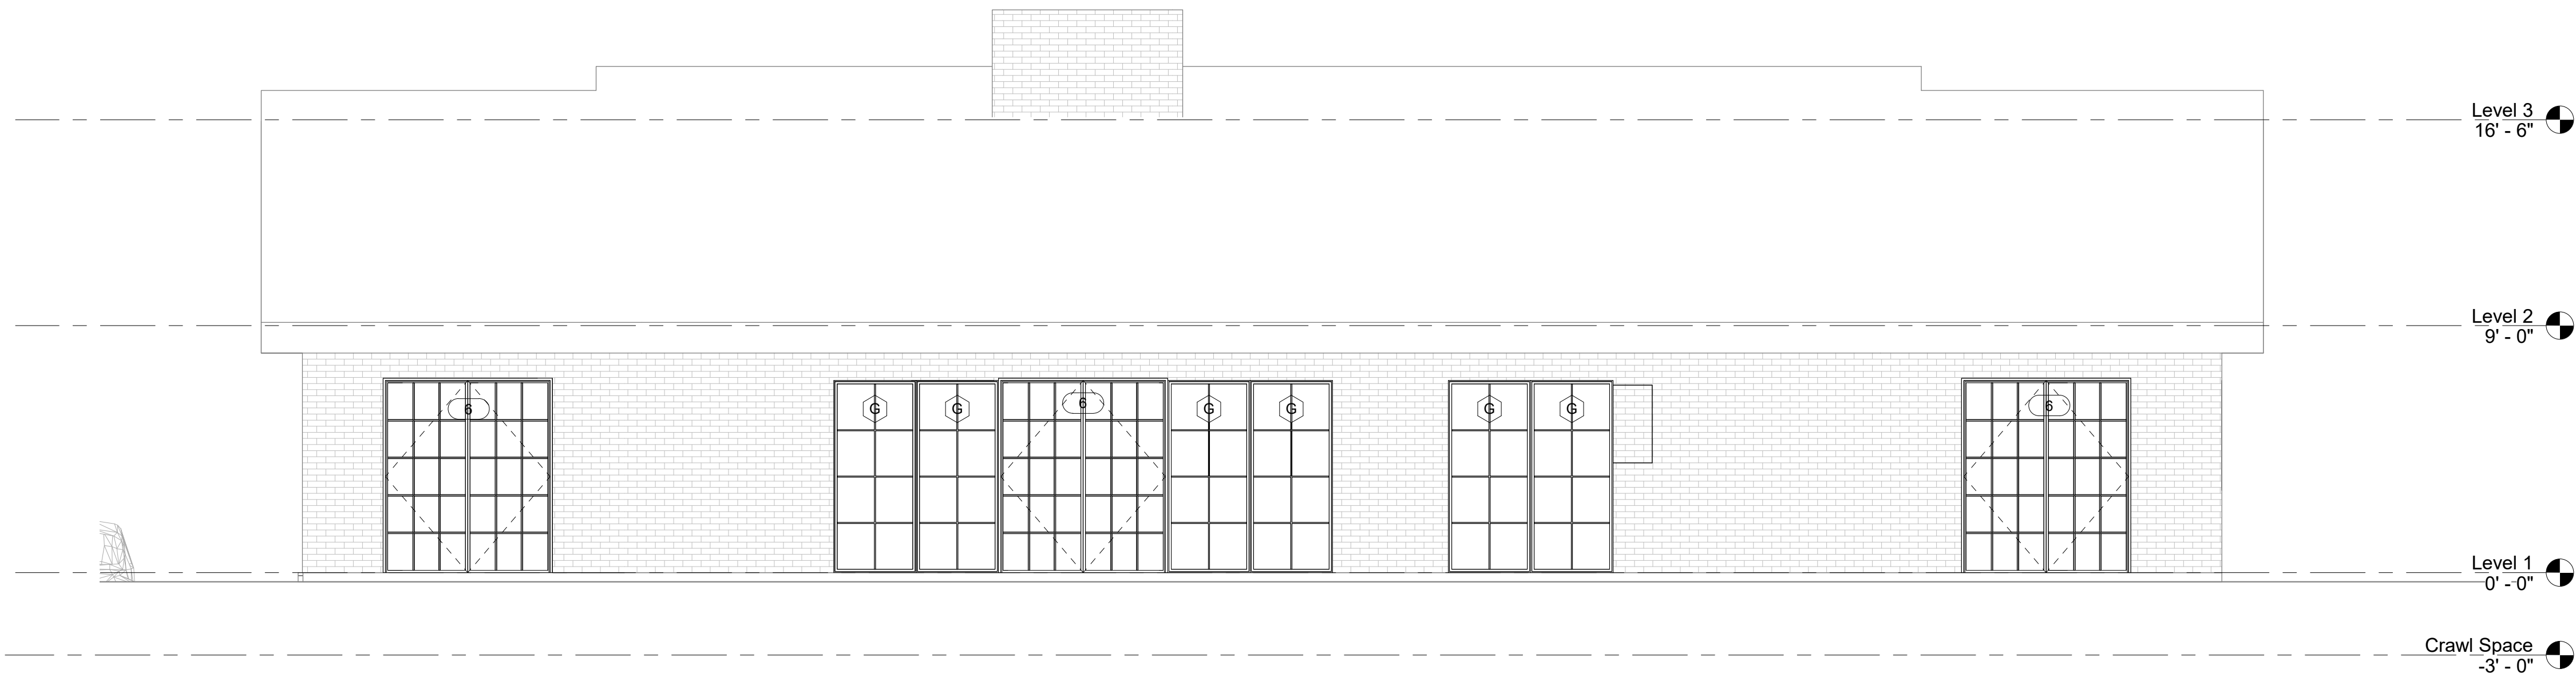 Level 3
16' - 6"
Level 2
9' - 0"
6
G
G
6
G
G
G
G
6
Level 1
0' - 0"
Crawl Space
-3' - 0"